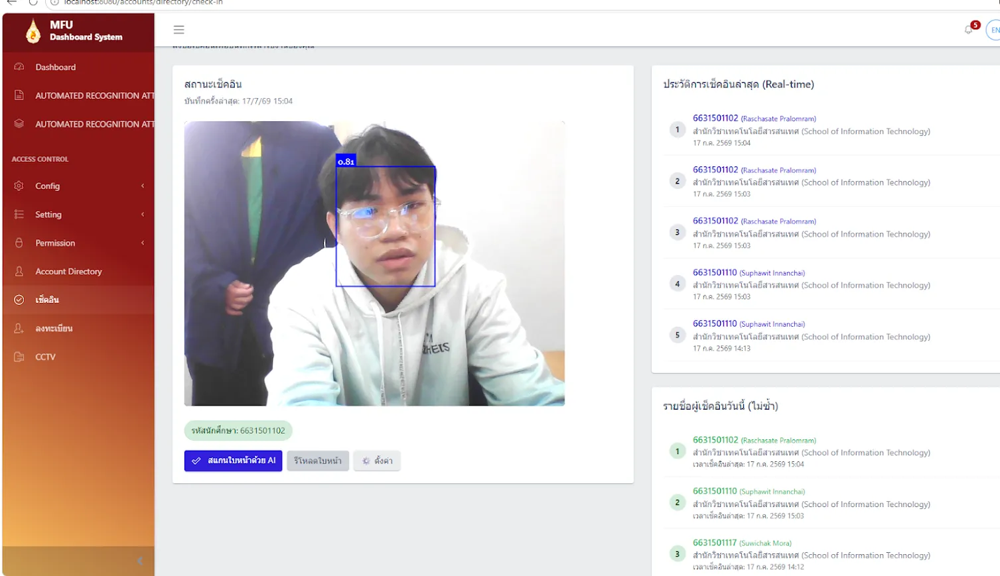 localhost:8080/accounts/directory/check-in
MFU
Dashboard System
5
EN
Dashboard
AUTOMATED RECOGNITION ATT
AUTOMATED RECOGNITION ATT
ACCESS CONTROL
Config
Setting
Permission
Account Directory
เช็คอิน
ลงทะเบียน
CCTV
สถานะเช็คอิน
บันทึกครั้งล่าสุด: 17/7/69 15:04
0.81
รหัสนักศึกษา: 6631501102
สแกนใบหน้าด้วย AI
รีโหลดใบหน้า
ตั้งค่า
ประวัติการเช็คอินล่าสุด (Real-time)
1
6631501102 (Raschasate Pralomram)
สำนักวิชาเทคโนโลยีสารสนเทศ (School of Information Technology)
17 ก.ค. 2569 15:04
2
6631501102 (Raschasate Pralomram)
สำนักวิชาเทคโนโลยีสารสนเทศ (School of Information Technology)
17 ก.ค. 2569 15:03
3
6631501102 (Raschasate Pralomram)
สำนักวิชาเทคโนโลยีสารสนเทศ (School of Information Technology)
17 ก.ค. 2569 15:03
4
6631501110 (Suphawit Innanchai)
สำนักวิชาเทคโนโลยีสารสนเทศ (School of Information Technology)
17 ก.ค. 2569 15:03
5
6631501110 (Suphawit Innanchai)
สำนักวิชาเทคโนโลยีสารสนเทศ (School of Information Technology)
17 ก.ค. 2569 14:13
รายชื่อผู้เช็คอินวันนี้ (ไม่ซ้ำ)
1
6631501102 (Raschasate Pralomram)
สำนักวิชาเทคโนโลยีสารสนเทศ (School of Information Technology)
เวลาเช็คอินล่าสุด: 17 ก.ค. 2569 15:04
2
6631501110 (Suphawit Innanchai)
สำนักวิชาเทคโนโลยีสารสนเทศ (School of Information Technology)
เวลาเช็คอินล่าสุด: 17 ก.ค. 2569 15:03
3
6631501117 (Suwichak Mora)
สำนักวิชาเทคโนโลยีสารสนเทศ (School of Information Technology)
เวลาเช็คอินล่าสุด: 17 ก.ค. 2569 14:12